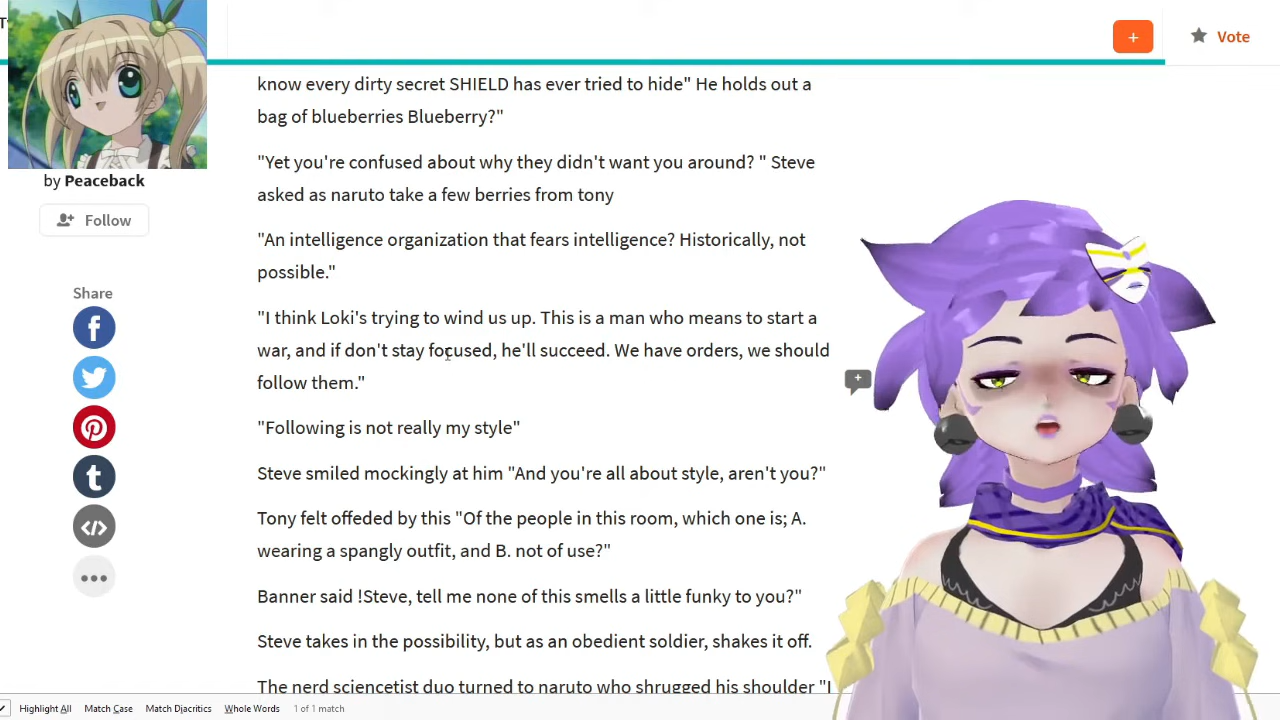 T
+
Vote
know every dirty secret SHIELD has ever tried to hide" He holds out a
bag of blueberries Blueberry?"
by Peaceback
Follow
"Yet you're confused about why they didn't want you around? " Steve
asked as naruto take a few berries from tony
"An intelligence organization that fears intelligence? Historically, not
possible."
Share
"I think Loki's trying to wind us up. This is a man who means to start a
war, and if don't stay focused, he'll succeed. We have orders, we should
follow them."
+
"Following is not really my style"
Steve smiled mockingly at him "And you're all about style, aren't you?"
Tony felt offeded by this "Of the people in this room, which one is; A.
wearing a spangly outfit, and B. not of use?"
Banner said !Steve, tell me none of this smells a little funky to you?"
Steve takes in the possibility, but as an obedient soldier, shakes it off.
The nerd sciencetist duo turned to naruto who shrugged his shoulder "I
Highlight All Match Case Match Diacritics Whole Words 1 of 1 match